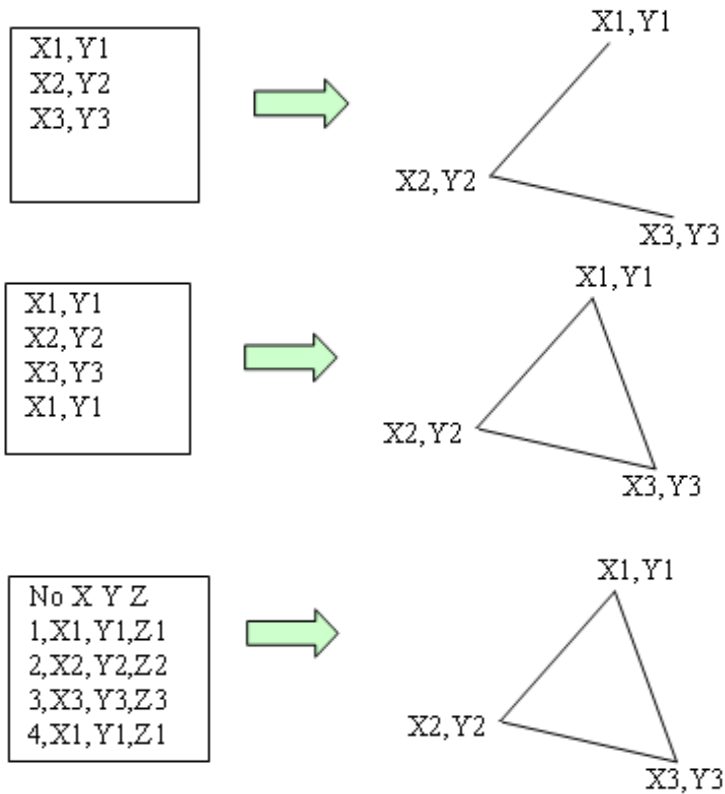 X1,Y1
X2,Y2
X3,Y3
X1,Y1
X2,Y2
X3,Y3
X1,Y1
X2,Y2
X3,Y3
X1,Y1
X1,Y1
X2,Y2
X3,Y3
No X Y Z
1,X1,Y1,Z1
2,X2,Y2,Z2
3,X3,Y3,Z3
4,X1,Y1,Z1
X1,Y1
X2,Y2
X3,Y3